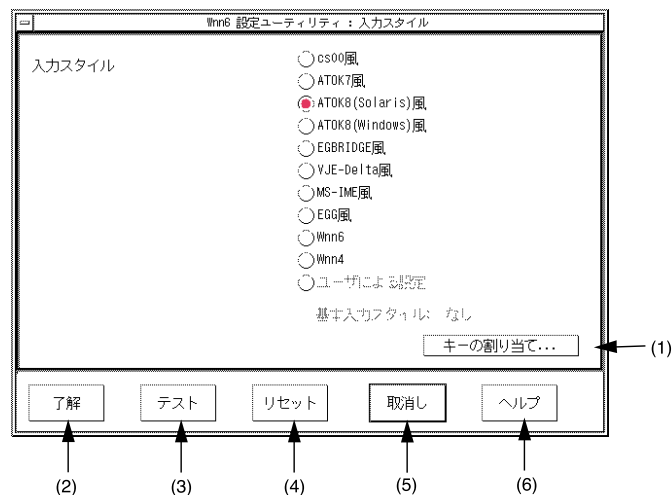 Wnn6 設定ユーティリティ : 入力スタイル
入力スタイル
cs00風
ATOK7風
ATOK8(Solaris)風
ATOK8(Windows)風
EGBRIDGE風
VJE-Delta風
MS-IME風
EGG風
Wnn6
Wnn4
ユーザによる設定
基本入力スタイル: なし
キーの割り当て...
(1)
了解 テスト リセット 取消し ヘルプ
(2) (3) (4) (5) (6)